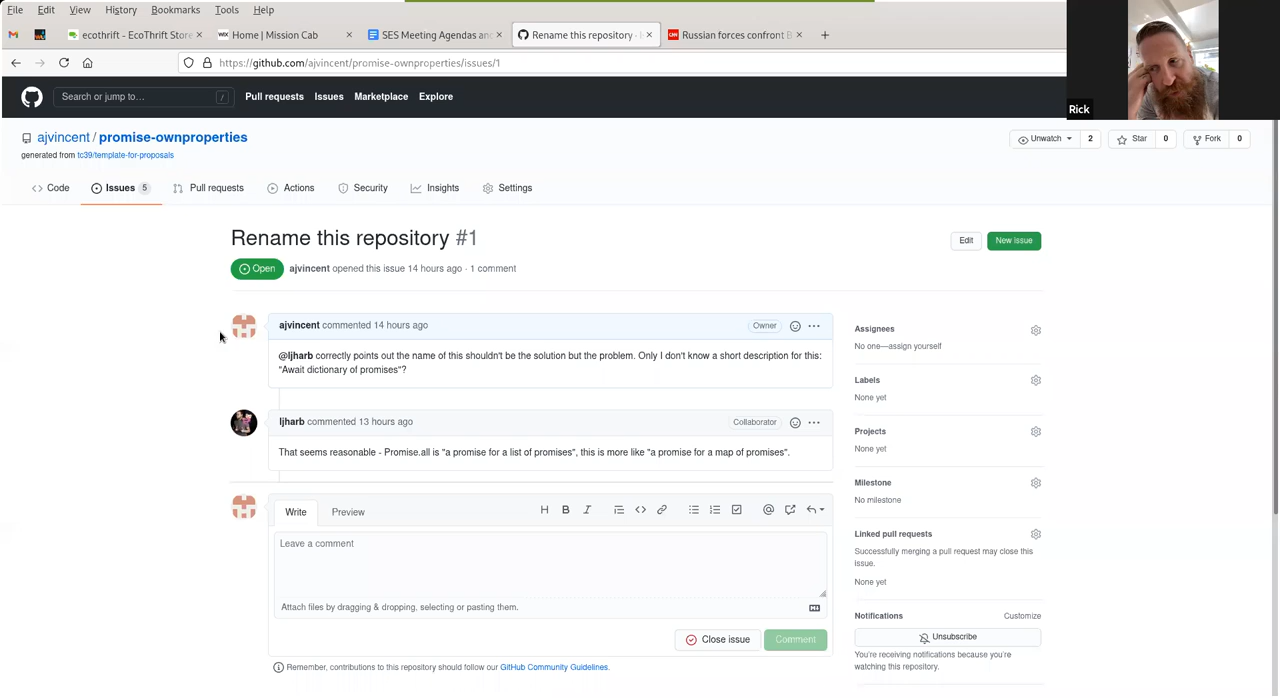 File Edit View History Bookmarks Tools Help
ecothrift - EcoThrift Store
Home | Mission Cab
SES Meeting Agendas and
Rename this repository ·
Russian forces confront
https://github.com/ajvincent/promise-ownproperties/issues/1
Rick
Search or jump to… /
Pull requests Issues Marketplace Explore
ajvincent / promise-ownproperties
Unwatch 2 Star 0 Fork 0
generated from tc39/template-for-proposals
Code Issues 5 Pull requests Actions Security Insights Settings
Rename this repository #1
Edit New issue
Open ajvincent opened this issue 14 hours ago · 1 comment
ajvincent commented 14 hours ago Owner
@ljharb correctly points out the name of this shouldn't be the solution but the problem. Only I don't know a short description for this:
"Await dictionary of promises"?
ljharb commented 13 hours ago Collaborator
That seems reasonable - Promise.all is "a promise for a list of promises", this is more like "a promise for a map of promises".
Write Preview
Leave a comment
Attach files by dragging & dropping, selecting or pasting them.
Close issue Comment
Remember, contributions to this repository should follow our GitHub Community Guidelines.
Assignees
No one—assign yourself
Labels
None yet
Projects
None yet
Milestone
No milestone
Linked pull requests
Successfully merging a pull request may close this
issue.
None yet
Notifications Customize
Unsubscribe
You're receiving notifications because you're
watching this repository.